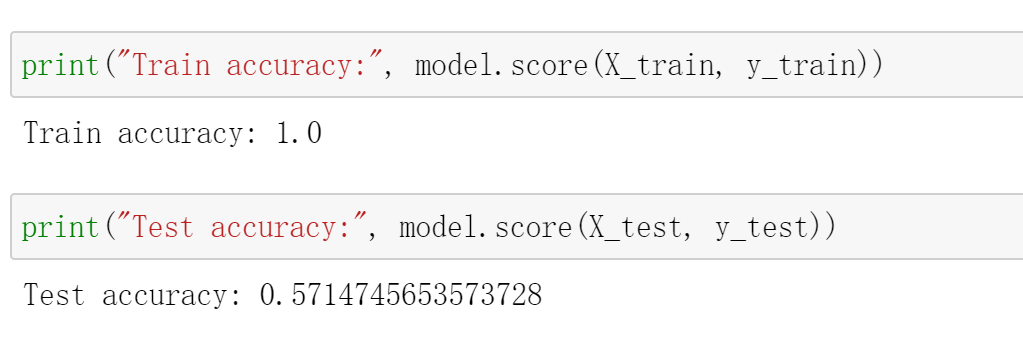 print("Train accuracy:", model.score(X_train, y_train))
Train accuracy: 1.0
print("Test accuracy:", model.score(X_test, y_test))
Test accuracy: 0.5714745653573728